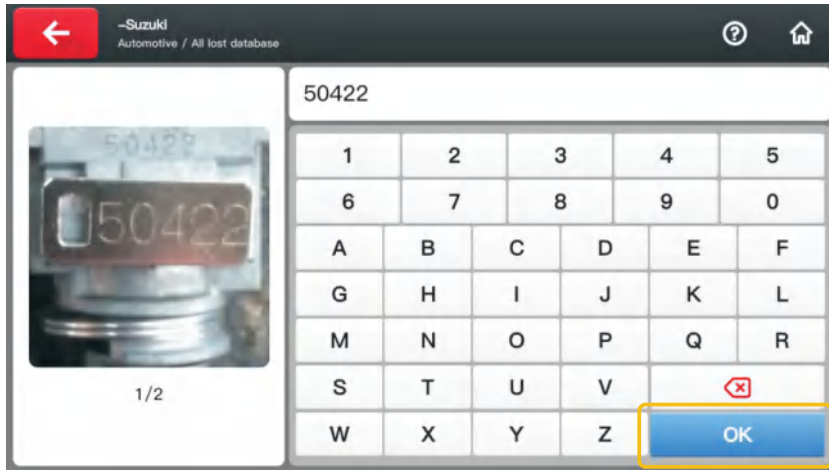 –Suzuki
Automotive / All lost database
50422
50422
50422
1/2
1 2 3 4 5
6 7 8 9 0
A B C D E F
G H I J K L
M N O P Q R
S T U V
W X Y Z OK